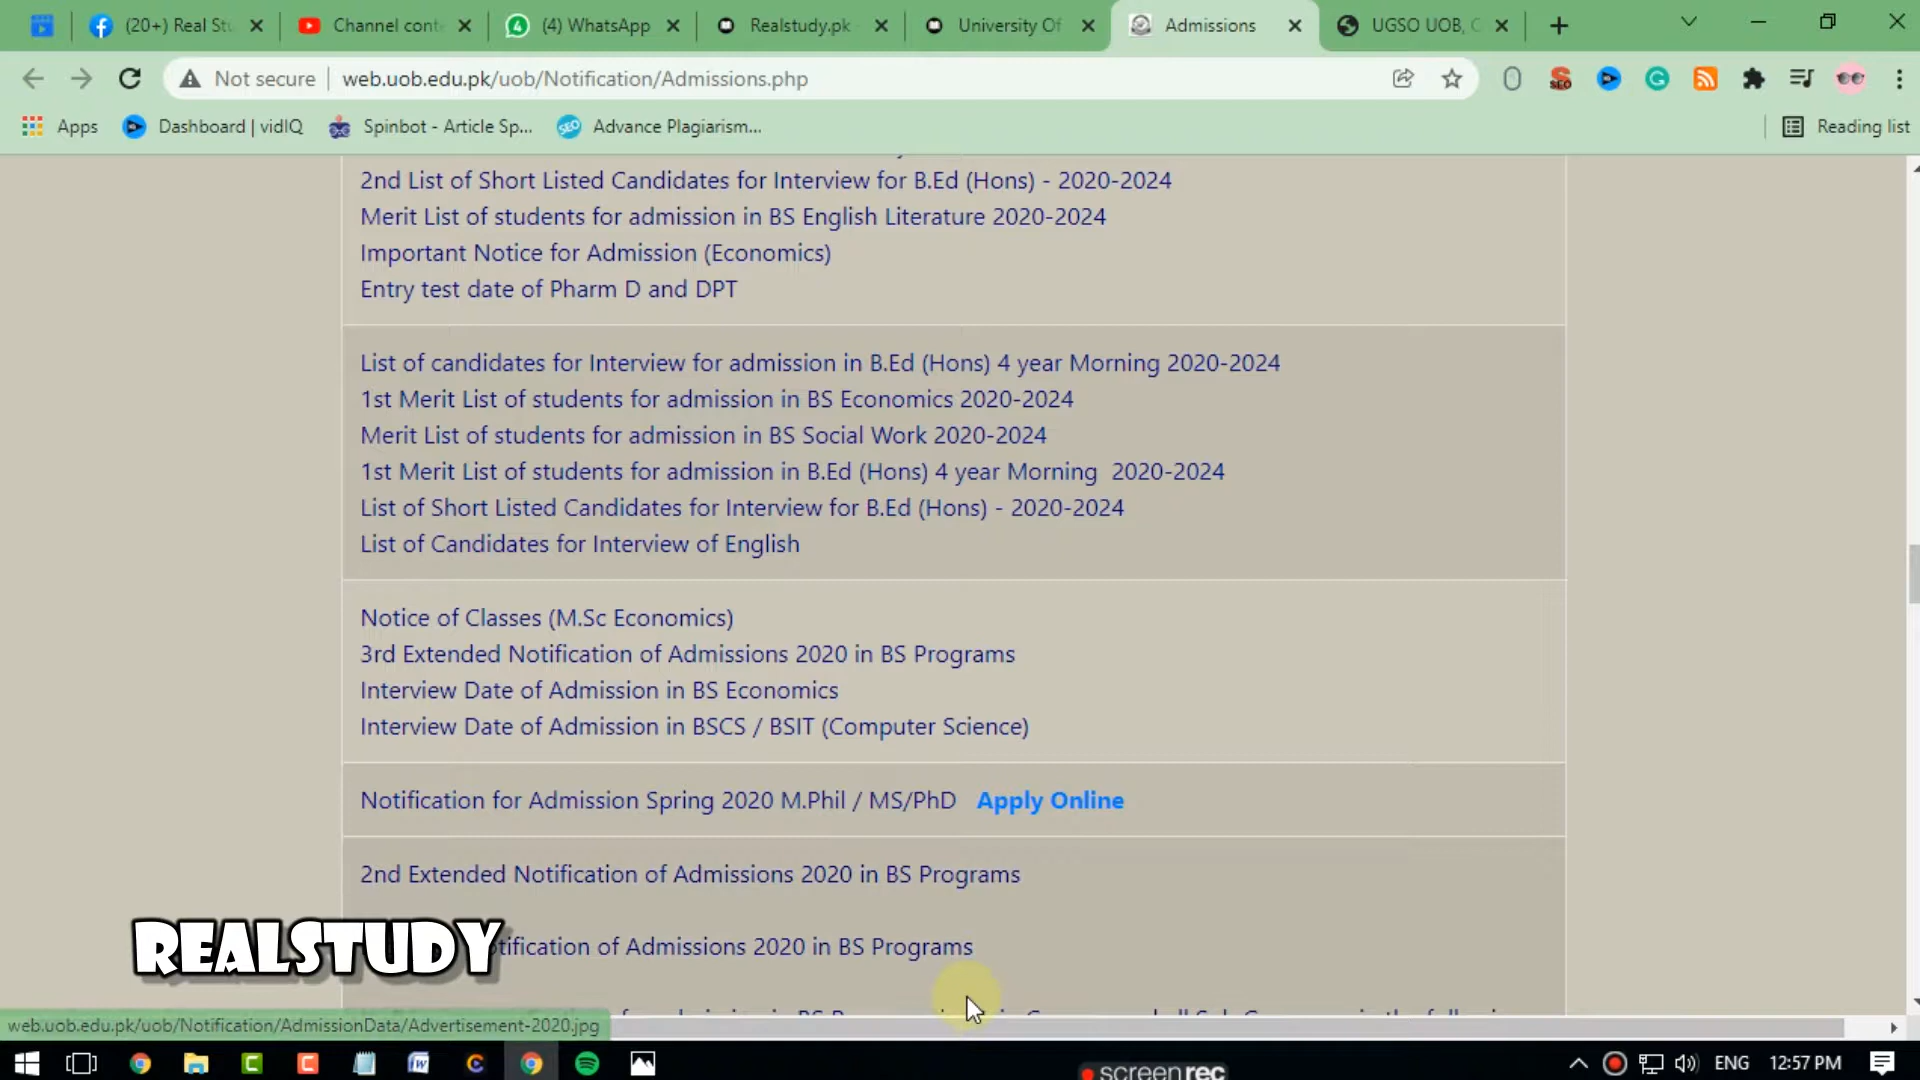 (20+) Real St
Channel cont
(4) WhatsApp
Realstudy.pk
University Of
Admissions
UGSO UOB,
Not secure
web.uob.edu.pk/uob/Notification/Admissions.php
SEO
Apps
Dashboard | vidIQ
Spinbot - Article Sp...
SEO
Advance Plagiarism...
Reading list
2nd List of Short Listed Candidates for Interview for B.Ed (Hons) - 2020-2024
Merit List of students for admission in BS English Literature 2020-2024
Important Notice for Admission (Economics)
Entry test date of Pharm D and DPT
List of candidates for Interview for admission in B.Ed (Hons) 4 year Morning 2020-2024
1st Merit List of students for admission in BS Economics 2020-2024
Merit List of students for admission in BS Social Work 2020-2024
1st Merit List of students for admission in B.Ed (Hons) 4 year Morning 2020-2024
List of Short Listed Candidates for Interview for B.Ed (Hons) - 2020-2024
List of Candidates for Interview of English
Notice of Classes (M.Sc Economics)
3rd Extended Notification of Admissions 2020 in BS Programs
Interview Date of Admission in BS Economics
Interview Date of Admission in BSCS / BSIT (Computer Science)
Notification for Admission Spring 2020 M.Phil / MS/PhD Apply Online
2nd Extended Notification of Admissions 2020 in BS Programs
REALSTUDY
tification of Admissions 2020 in BS Programs
web.uob.edu.pk/uob/Notification/AdmissionData/Advertisement-2020.jpg
ENG
12:57 PM
screenrec